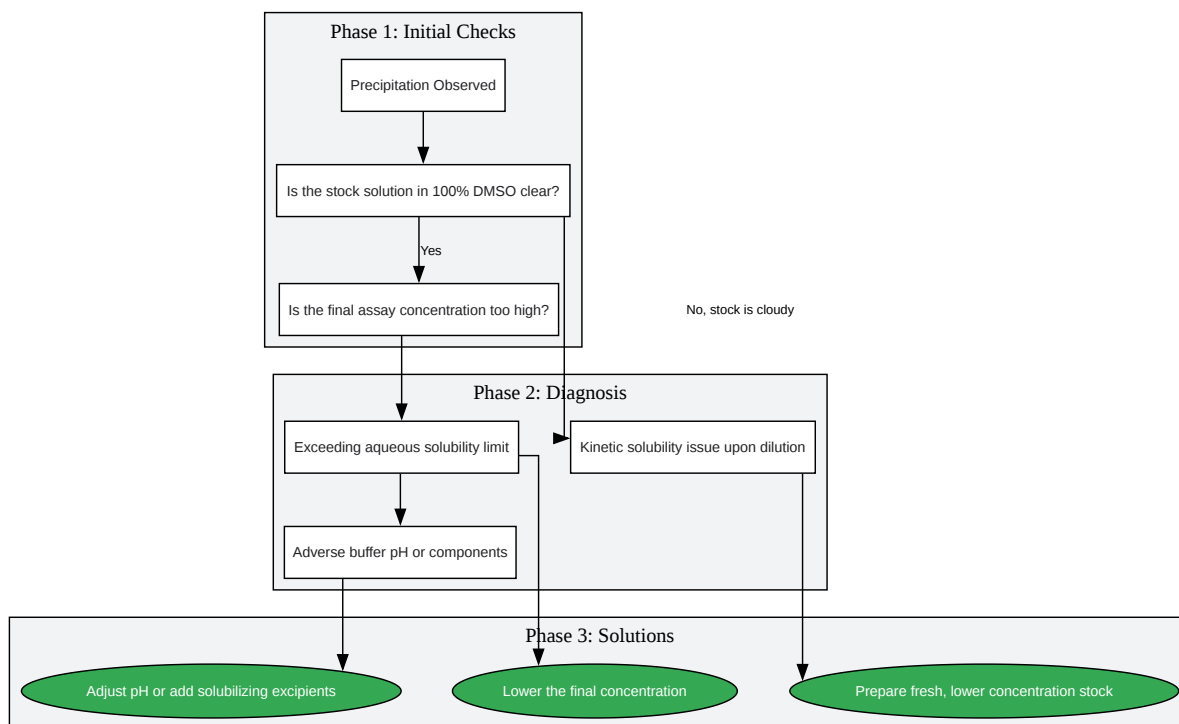 Phase 1: Initial Checks
Precipitation Observed
Is the stock solution in 100% DMSO clear?
Yes
Is the final assay concentration too high?
No, stock is cloudy
Phase 2: Diagnosis
Exceeding aqueous solubility limit
Kinetic solubility issue upon dilution
Adverse buffer pH or components
Phase 3: Solutions
Adjust pH or add solubilizing excipients
Lower the final concentration
Prepare fresh, lower concentration stock